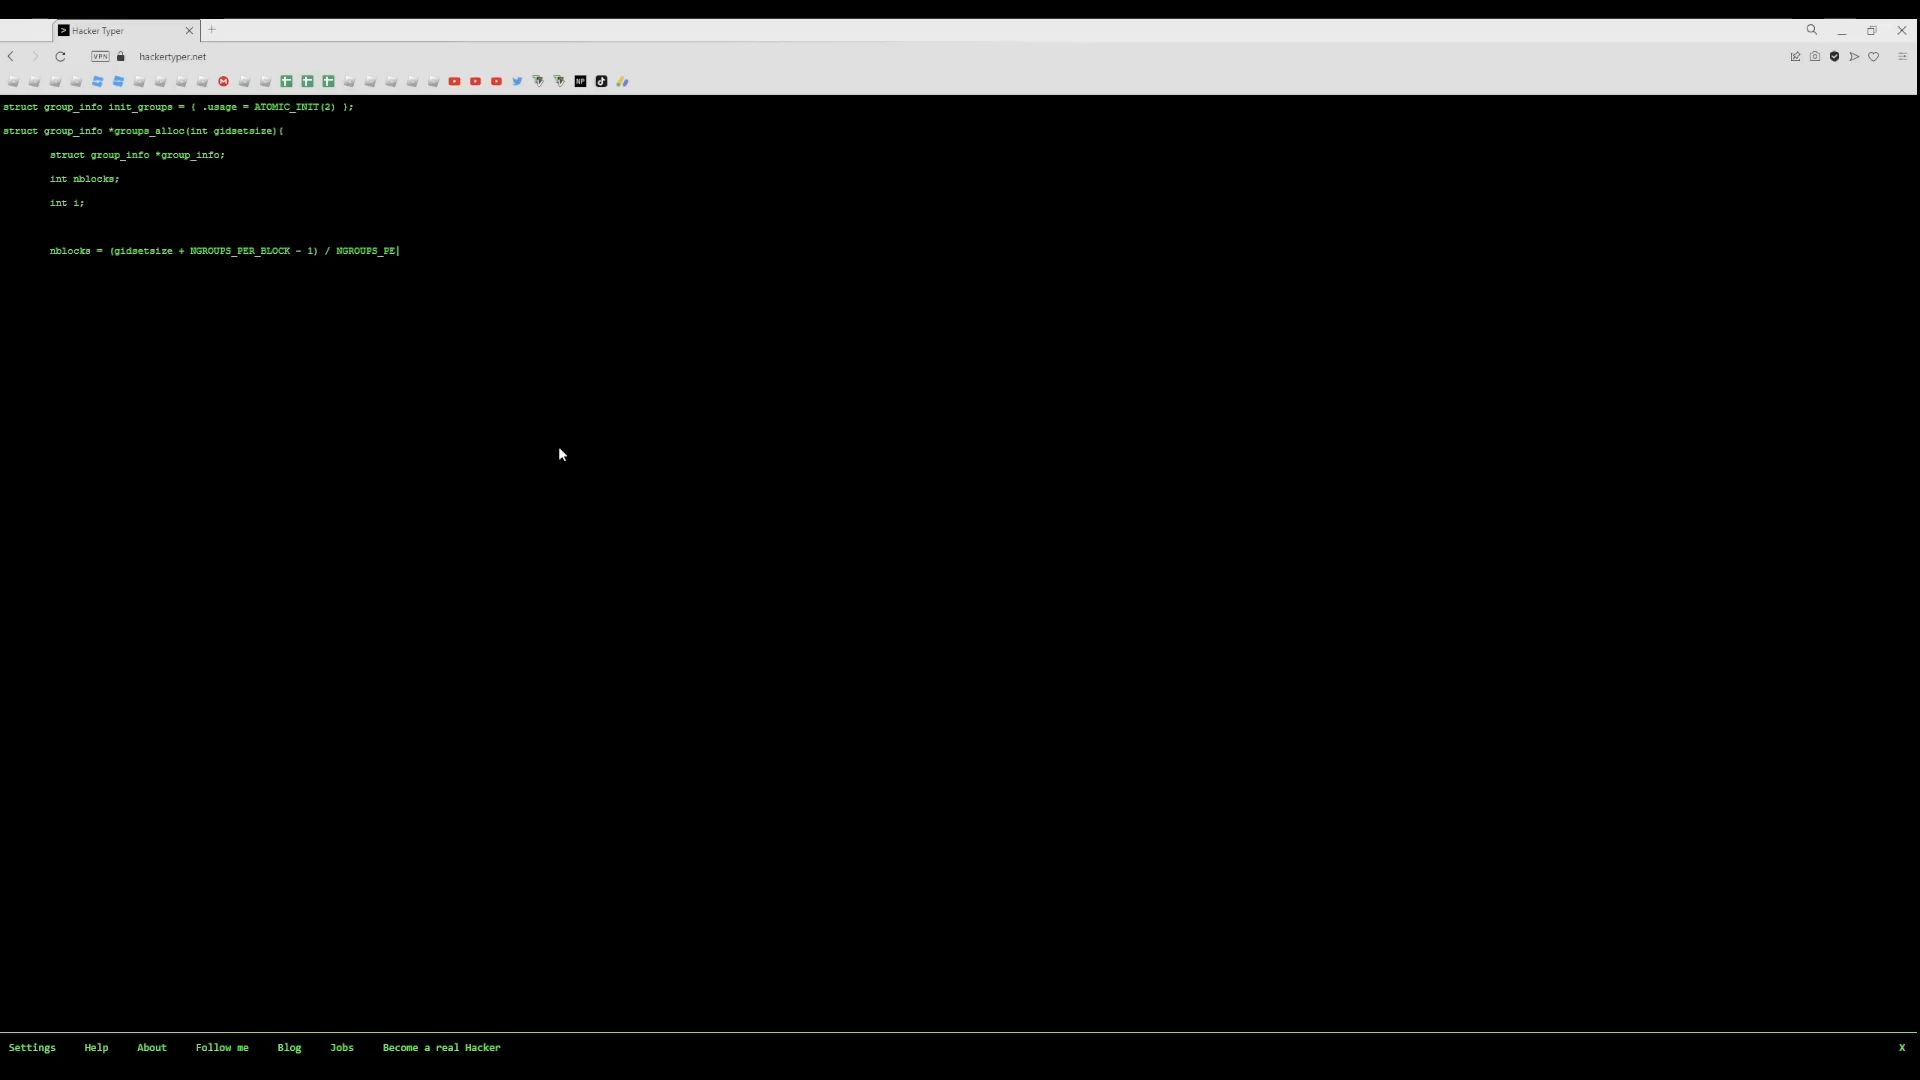 Hacker Typer
VPN hackertyper.net
struct group_info init_groups = { .usage = ATOMIC_INIT(2) };
struct group_info *groups_alloc(int gidsetsize){
struct group_info *group_info;
int nblocks;
int i;
nblocks = (gidsetsize + NGROUPS_PER_BLOCK - 1) / NGROUPS_PE|
Settings Help About Follow me Blog Jobs Become a real Hacker X